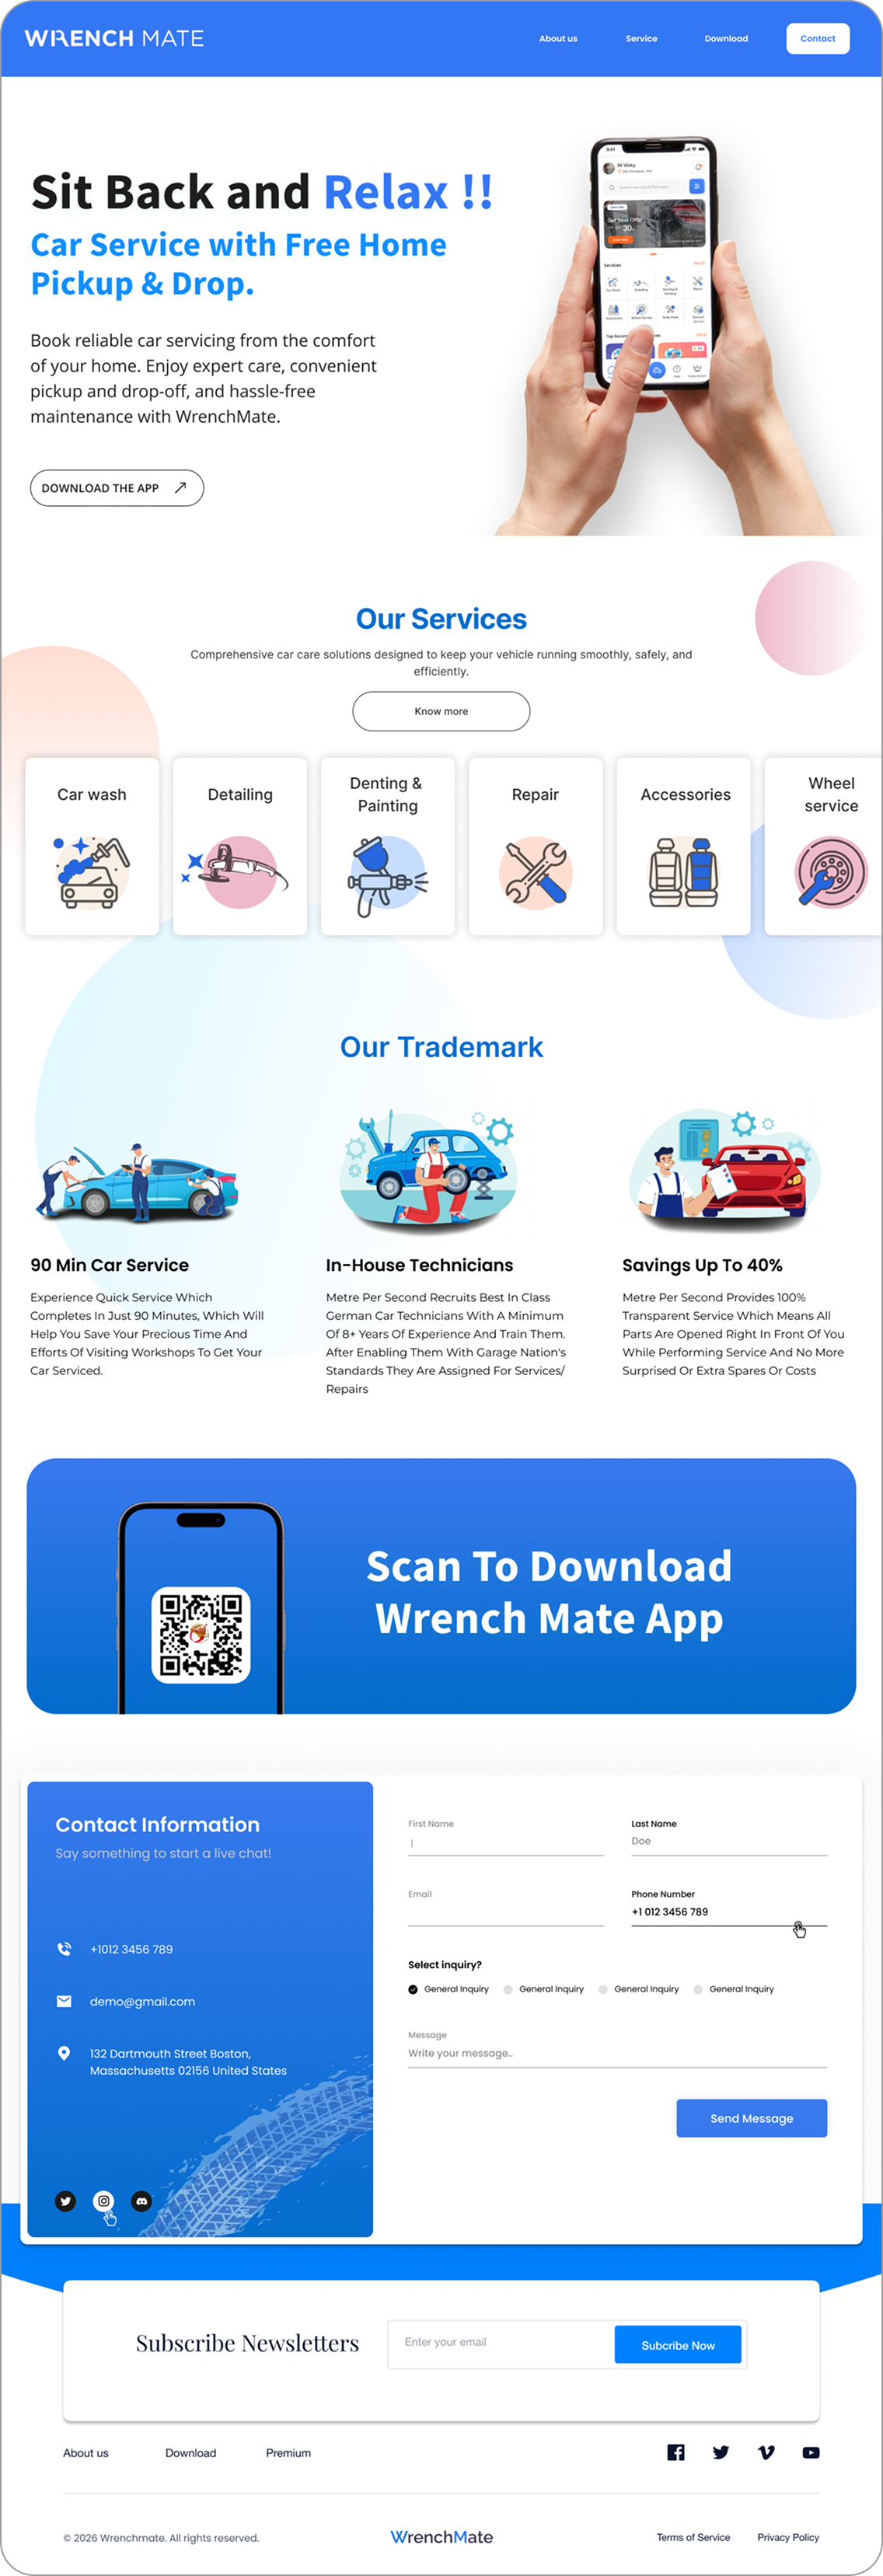 WRENCH MATE
About us
Service
Download
Contact
Sit Back and Relax !!
Car Service with Free Home
Pickup & Drop.
Book reliable car servicing from the comfort
of your home. Enjoy expert care, convenient
pickup and drop-off, and hassle-free
maintenance with WrenchMate.
DOWNLOAD THE APP
9:41
Hi Vicky
Search services & Packages
Services
Our Services
Comprehensive car care solutions designed to keep your vehicle running smoothly, safely, and
efficiently.
Know more
Car wash
Detailing
Denting &
Painting
Repair
Accessories
Wheel
service
Our Trademark
90 Min Car Service
Experience Quick Service Which
Completes In Just 90 Minutes, Which Will
Help You Save Your Precious Time And
Efforts Of Visiting Workshops To Get Your
Car Serviced.
In-House Technicians
Metre Per Second Recruits Best In Class
German Car Technicians With A Minimum
Of 8+ Years Of Experience And Train Them.
After Enabling Them With Garage Nation's
Standards They Are Assigned For Services/
Repairs
Savings Up To 40%
Metre Per Second Provides 100%
Transparent Service Which Means All
Parts Are Opened Right In Front Of You
While Performing Service And No More
Surprised Or Extra Spares Or Costs
Scan To Download
Wrench Mate App
Contact Information
Say something to start a live chat!
+1012 3456 789
demo@gmail.com
132 Dartmouth Street Boston,
Massachusetts 02156 United States
First Name
Last Name
Doe
Email
Phone Number
+1 012 3456 789
Select inquiry?
General Inquiry
General Inquiry
General Inquiry
General Inquiry
Message
Write your message..
Send Message
Subscribe Newsletters
Enter your email
Subcribe Now
About us
Download
Premium
© 2026 Wrenchmate. All rights reserved.
WrenchMate
Terms of Service
Privacy Policy